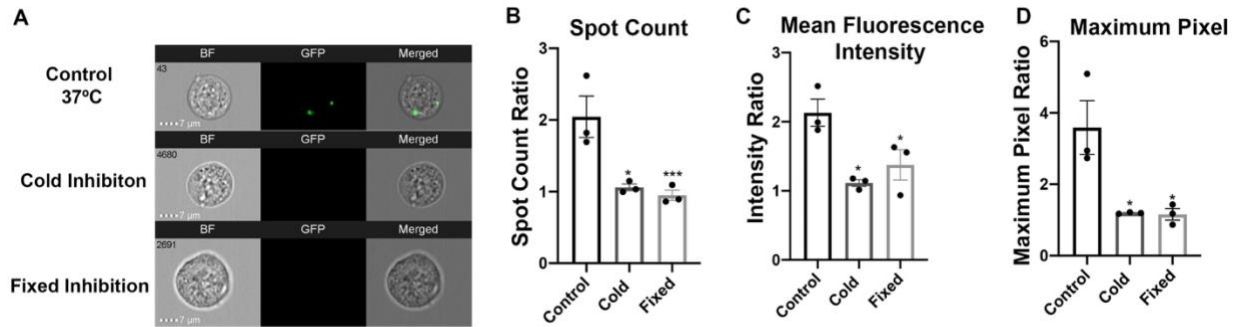 A
BF GFP Merged
Control
37ºC
43
7 µm
BF GFP Merged
Cold Inhibiton
4680
7 µm
BF GFP Merged
Fixed Inhibition
2691
7 µm
B
Spot Count
Spot Count Ratio
3
2
1
0
*
***
Control Cold Fixed
C
Mean Fluorescence
Intensity
Intensity Ratio
3
2
1
0
*
*
Control Cold Fixed
D
Maximum Pixel
Maximum Pixel Ratio
6
4
2
0
*
*
Control Cold Fixed